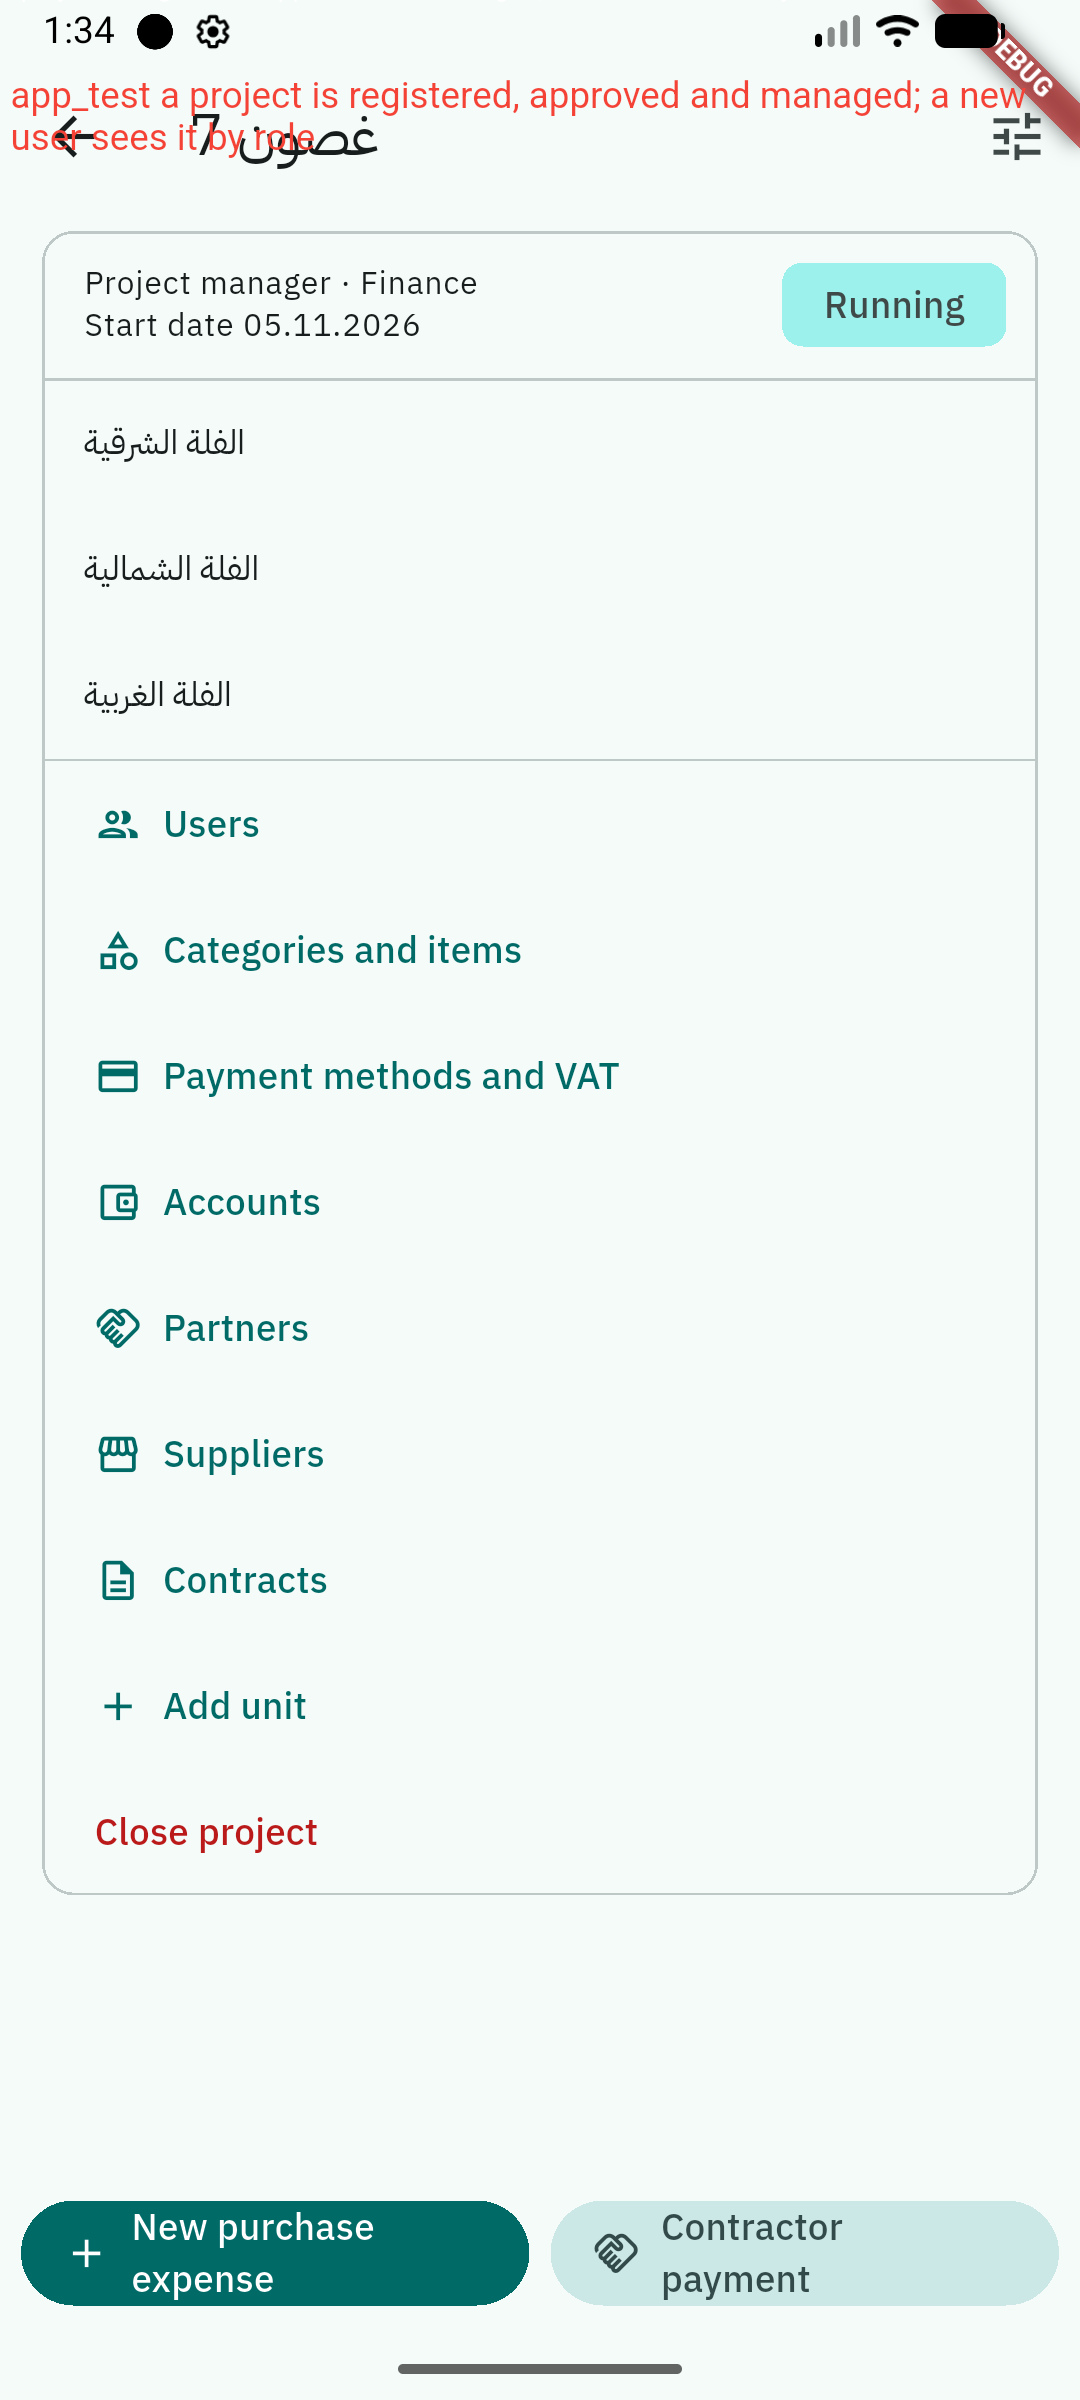 1:34
DEBUG
app_test a project is registered, approved and managed; a new
user sees it by role
غصون 7
Project manager · Finance
Start date 05.11.2026
Running
الفلة الشرقية
الفلة الشمالية
الفلة الغربية
Users
Categories and items
Payment methods and VAT
Accounts
Partners
Suppliers
Contracts
Add unit
Close project
New purchase
expense
Contractor
payment